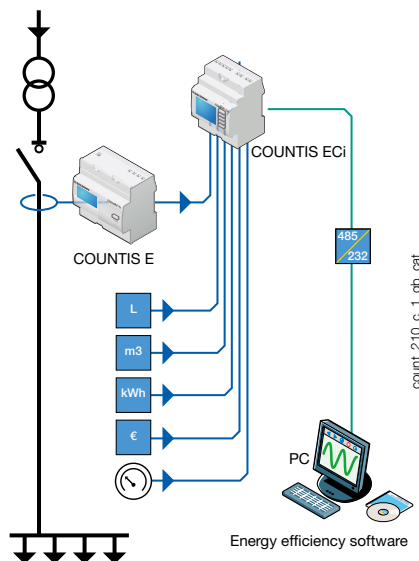 COUNTIS ECi
COUNTIS E
485
232
L
m3
kWh
€
PC
Energy efficiency software
count_210_c_1_gb_cat